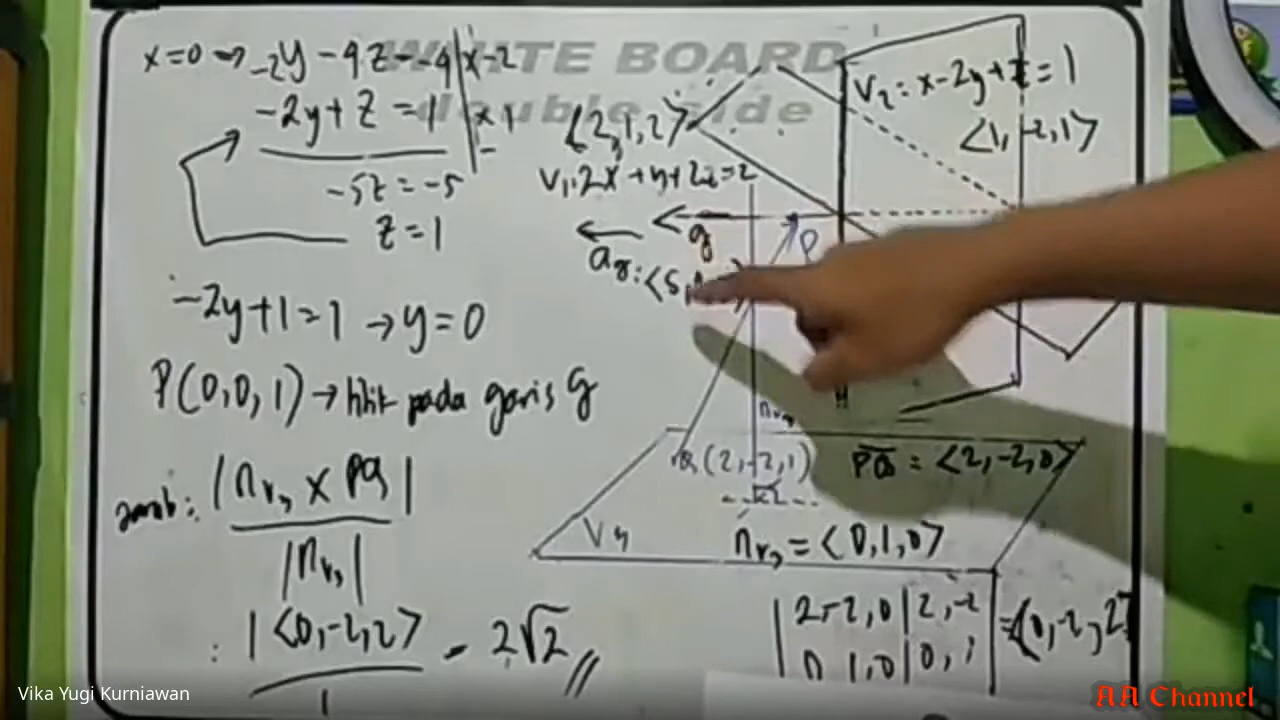 WHITE BOARD
double side
x=0 → -2y - 4z = -4 | x-2
-2y + z = 1 | x1
-5z = -5
z = 1
-2y+1=1 → y=0
P(0,0,1) → titik pada garis g
jarak : |n_v₃ × PQ|
|n_v₃|
: |<0,-2,2>
1
= 2√2 //
<2,1,2>
V₁:2x+y+2z=2
V₂ = x-2y+z=1
<1,-2,1>
g
P
a_g:<5,
H
n_v₃
Q(2,-2,1)
PQ = <2,-2,0>
V₃
n_v₃ = <0,1,0>
|2,-2,0|2,-2
0 1,0|0,1
=<0,-2,2>
Vika Yugi Kurniawan
AA Channel